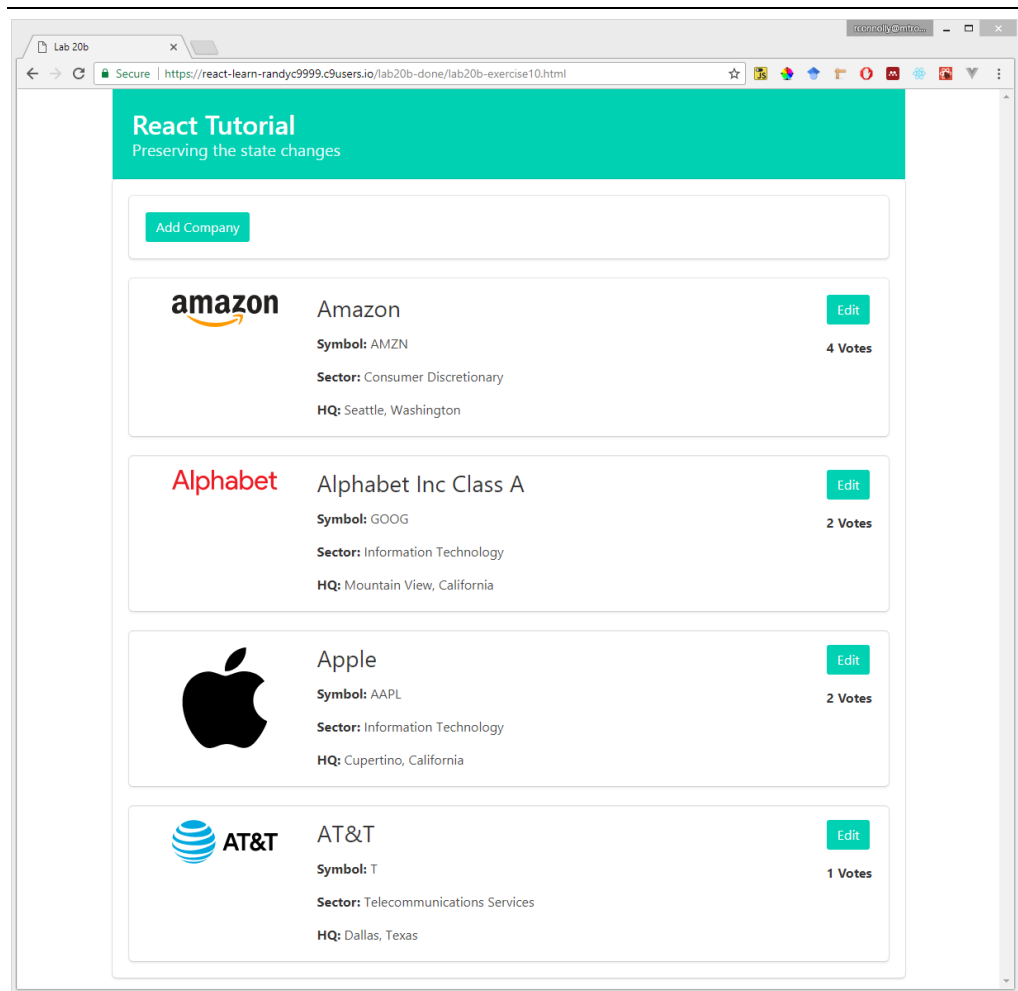 rconnolly@mtro...
Lab 20b
Secure https://react-learn-randyc9999.c9users.io/lab20b-done/lab20b-exercise10.html
JS
React Tutorial
Preserving the state changes
Add Company
amazon
Amazon
Edit
Symbol: AMZN
4 Votes
Sector: Consumer Discretionary
HQ: Seattle, Washington
Alphabet
Alphabet Inc Class A
Edit
Symbol: GOOG
2 Votes
Sector: Information Technology
HQ: Mountain View, California
Apple
Edit
Symbol: AAPL
2 Votes
Sector: Information Technology
HQ: Cupertino, California
AT&T
AT&T
Edit
Symbol: T
1 Votes
Sector: Telecommunications Services
HQ: Dallas, Texas